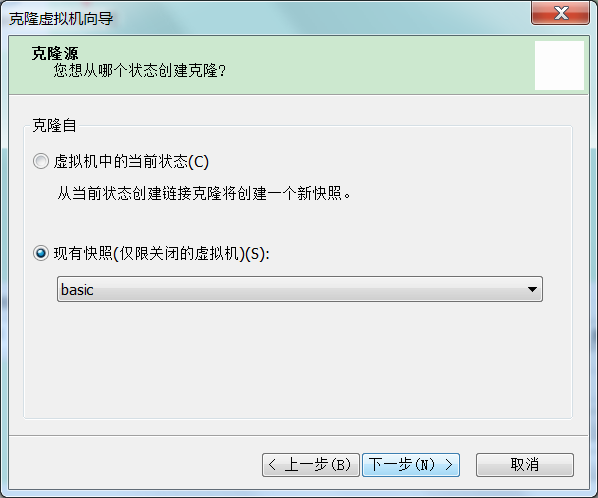 克隆虚拟机向导
克隆源
您想从哪个状态创建克隆?
克隆自
虚拟机中的当前状态(C)
从当前状态创建链接克隆将创建一个新快照。
现有快照(仅限关闭的虚拟机)(S):
basic
< 上一步(B)
下一步(N) >
取消